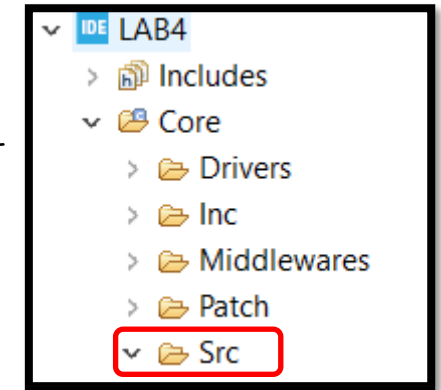 IDE LAB4
h Includes
c Core
Drivers
Inc
Middlewares
Patch
Src